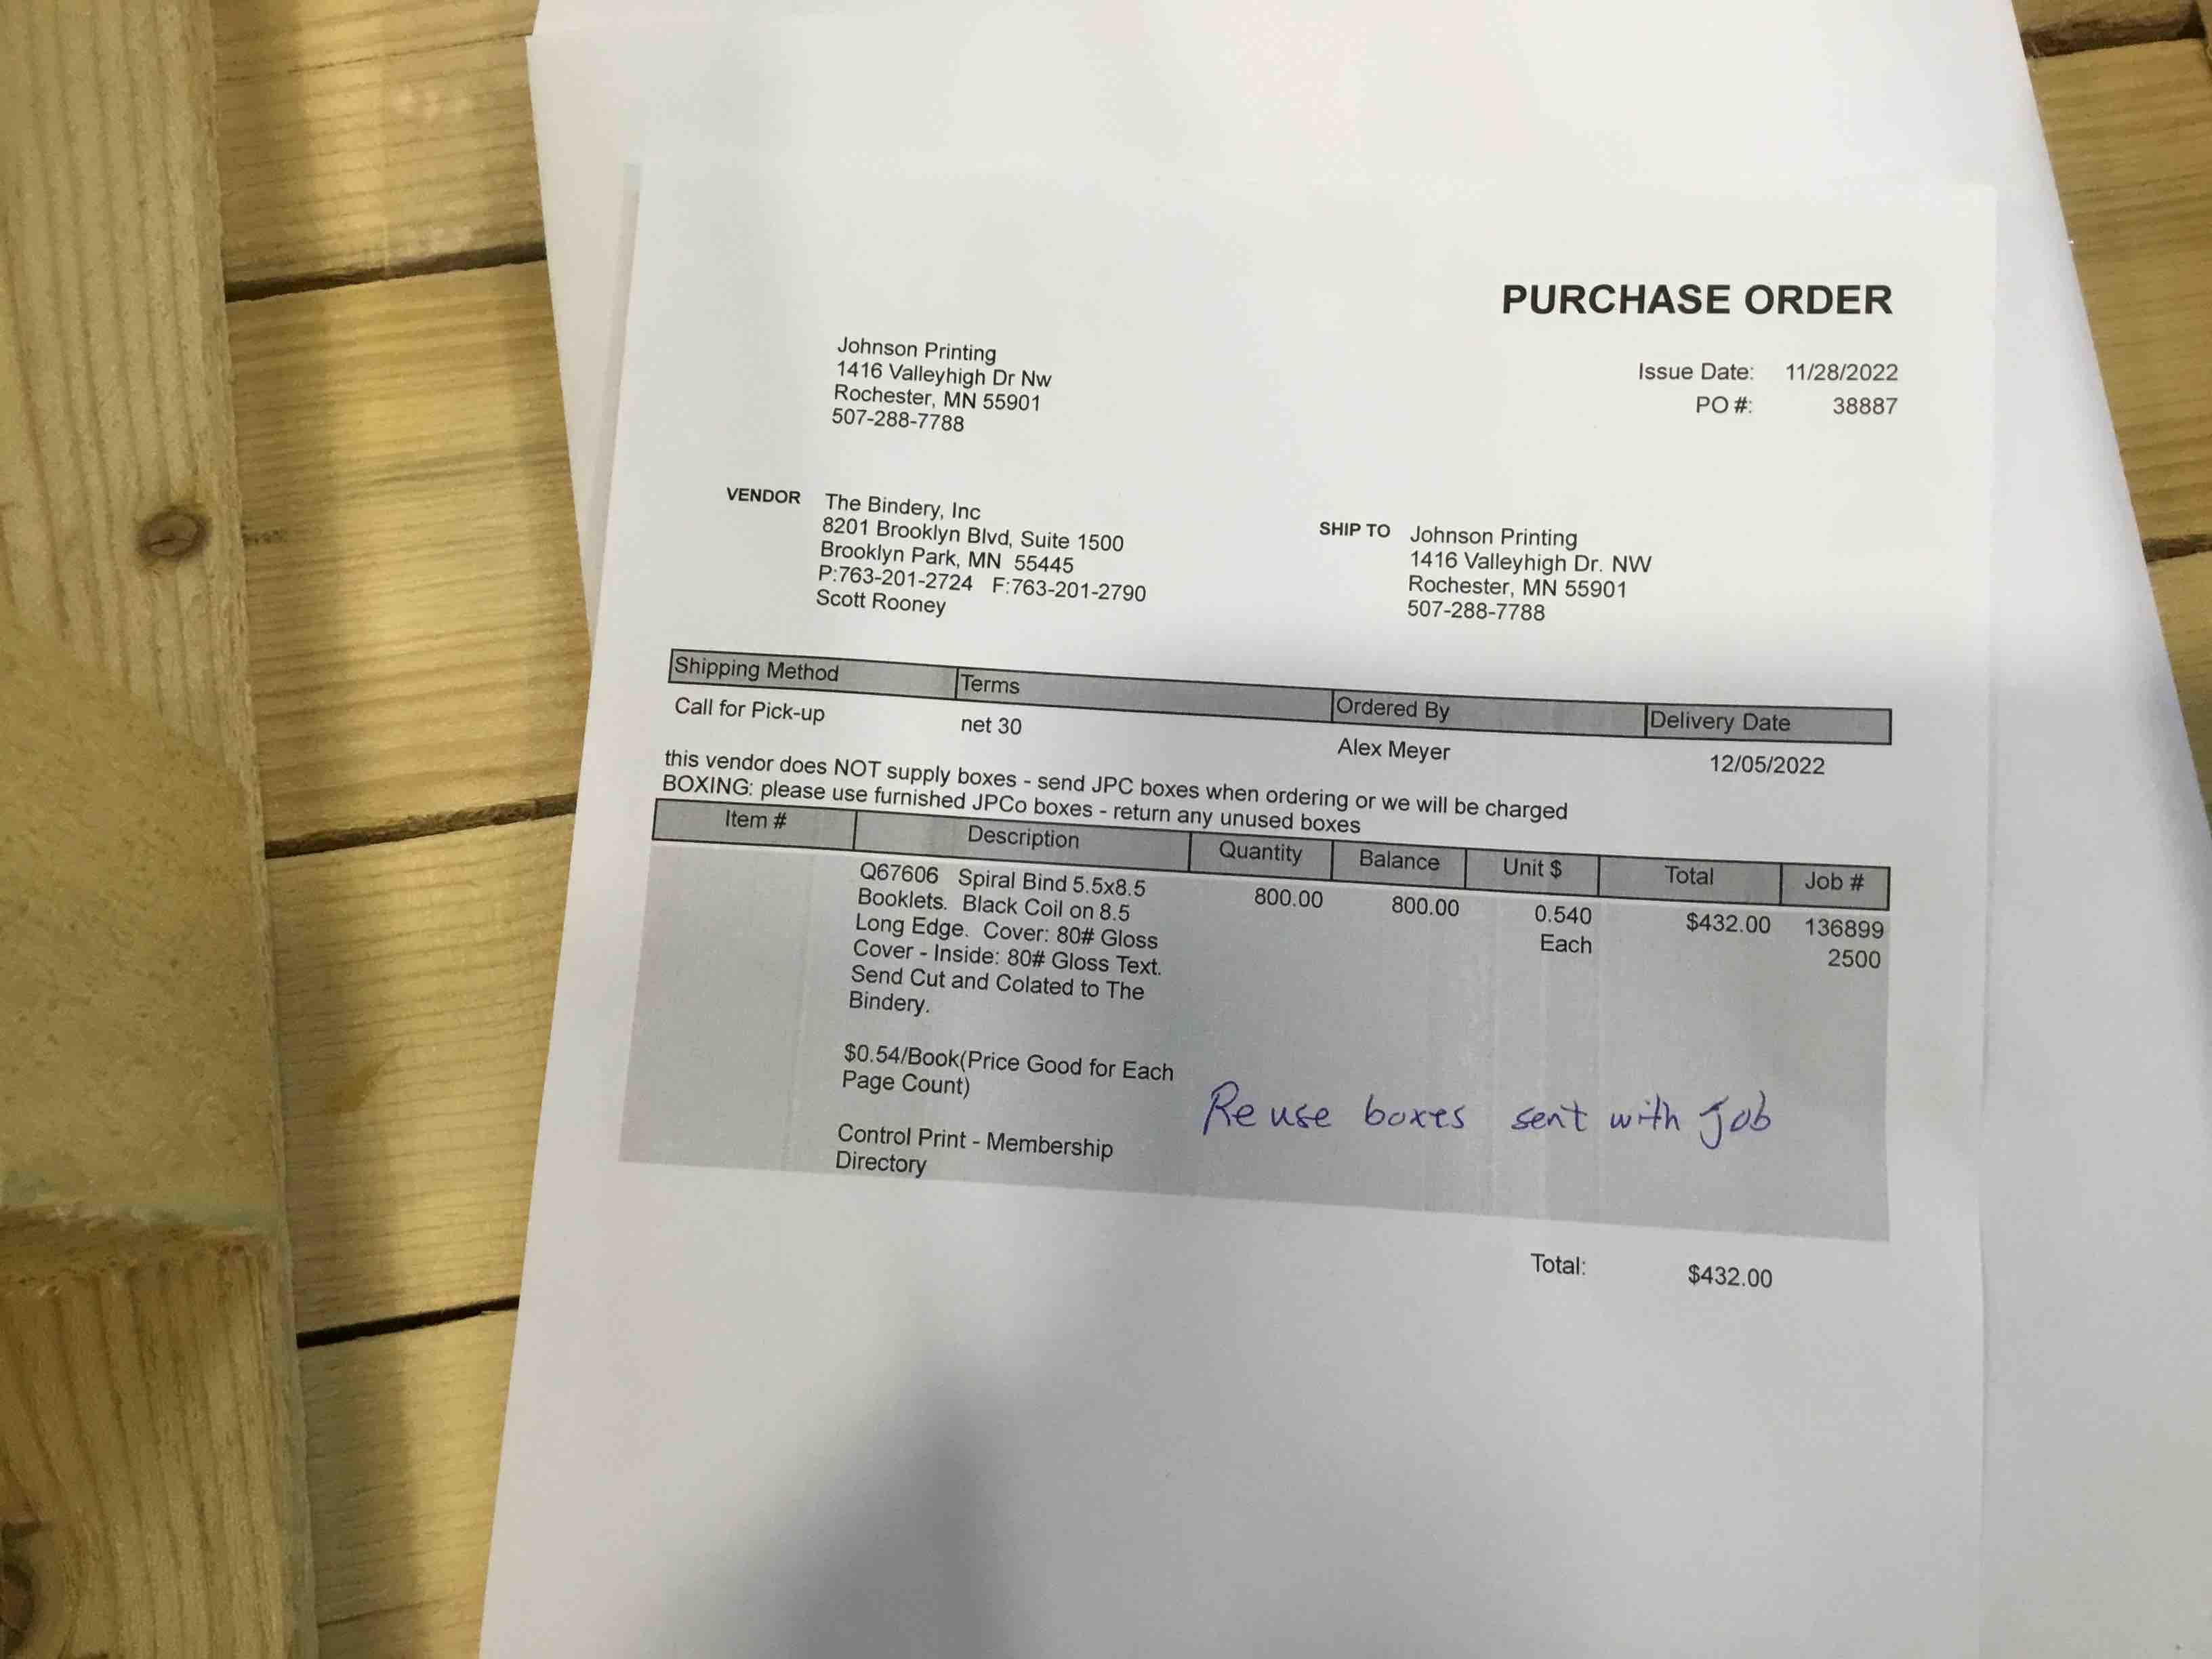 PURCHASE ORDER
Johnson Printing
1416 Valleyhigh Dr Nw
Rochester, MN 55901
507-288-7788
Issue Date: 11/28/2022
PO #: 38887
VENDOR The Bindery, Inc
8201 Brooklyn Blvd, Suite 1500
Brooklyn Park, MN 55445
P:763-201-2724 F:763-201-2790
Scott Rooney
SHIP TO Johnson Printing
1416 Valleyhigh Dr. NW
Rochester, MN 55901
507-288-7788
Shipping Method Terms Ordered By Delivery Date
Call for Pick-up net 30 Alex Meyer 12/05/2022
this vendor does NOT supply boxes - send JPC boxes when ordering or we will be charged
BOXING: please use furnished JPCo boxes - return any unused boxes
Item # Description Quantity Balance Unit $ Total Job #
Q67606 Spiral Bind 5.5x8.5 800.00 800.00 0.540 $432.00 136899
Booklets. Black Coil on 8.5 Each 2500
Long Edge. Cover: 80# Gloss
Cover - Inside: 80# Gloss Text.
Send Cut and Colated to The
Bindery.
$0.54/Book(Price Good for Each
Page Count)
Reuse boxes sent with job
Control Print - Membership
Directory
Total: $432.00